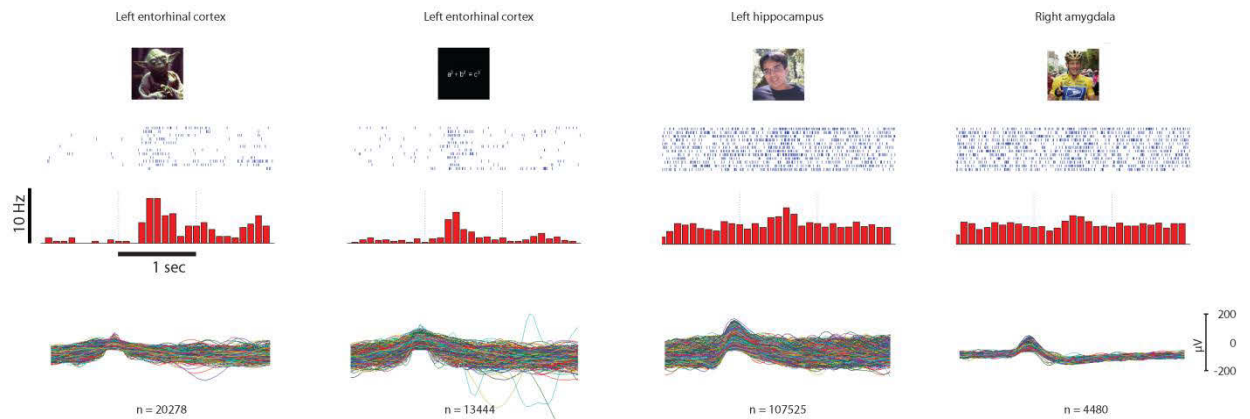 Left entorhinal cortex
Left entorhinal cortex
Left hippocampus
Right amygdala
a² + b² = c²
10 Hz
1 sec
200
0
-200
µV
n = 20278
n = 13444
n = 107525
n = 4480